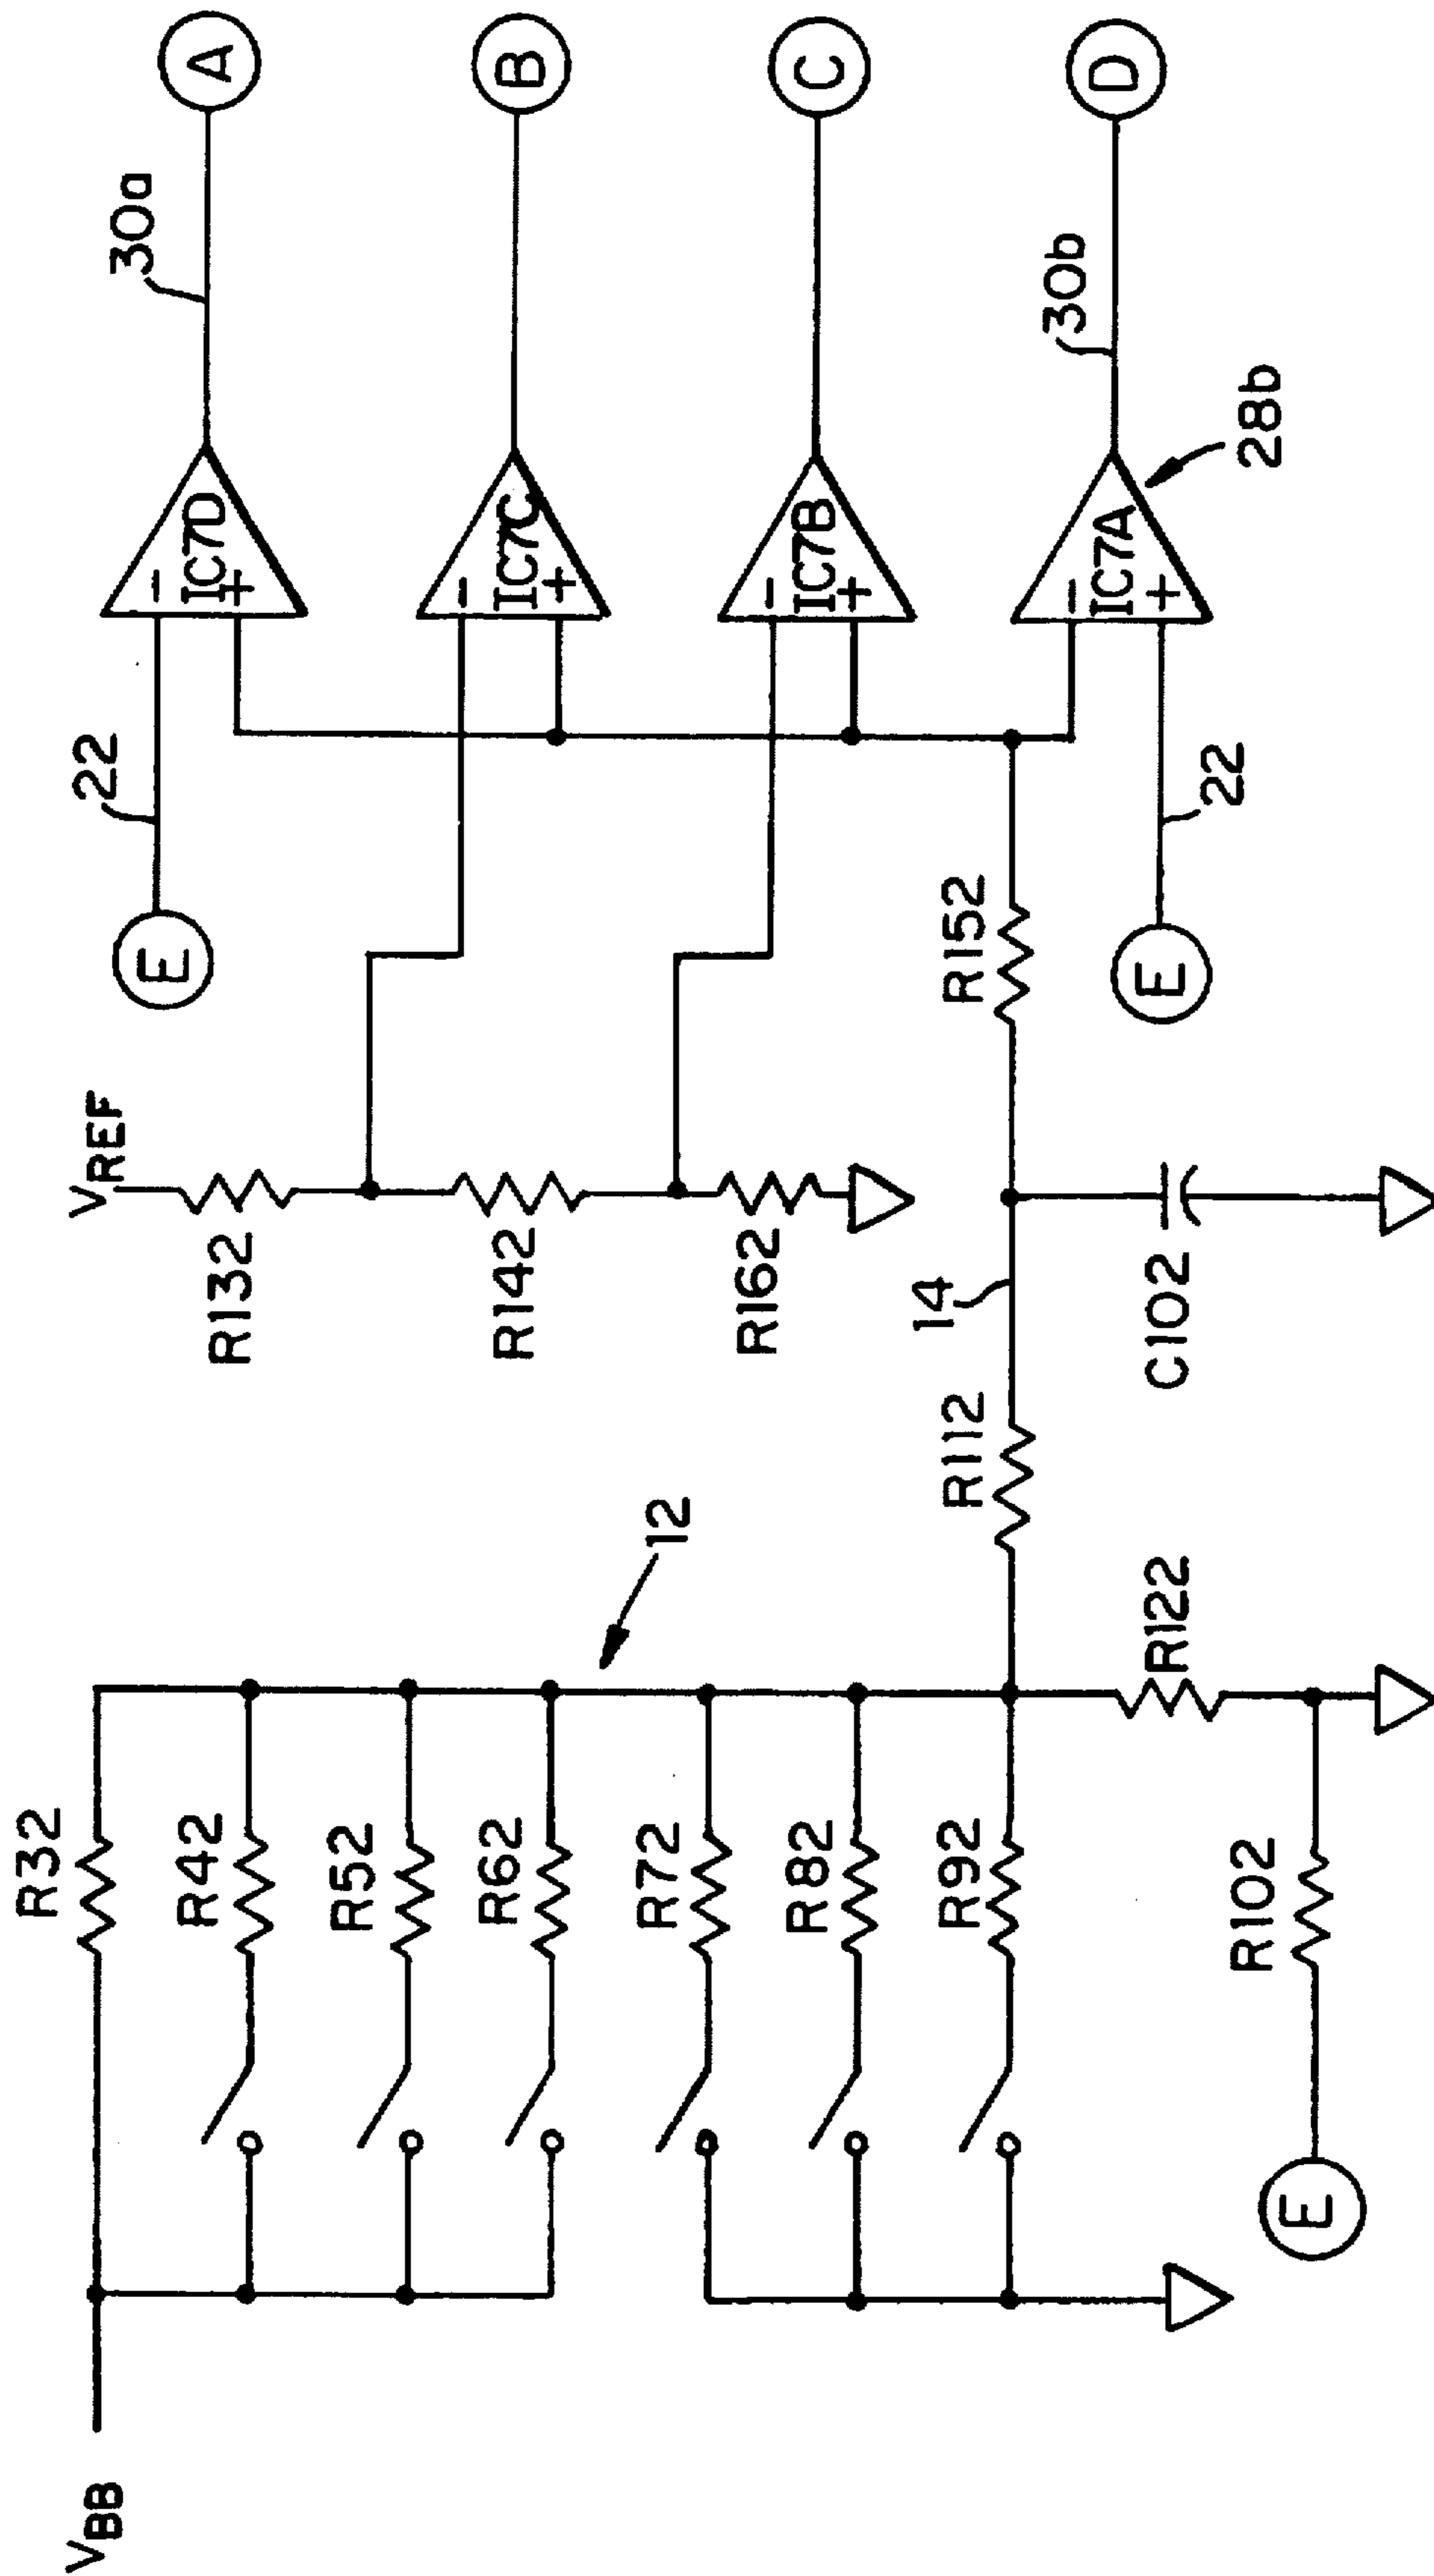 VBB
R32
R42
R52
R62
R72
R82
R92
R102
E
12
R122
R112
14
C102
VREF
R132
R142
R162
R152
E
22
E
22
-
IC7D
+
-
IC7C
+
-
IC7B
+
-
IC7A
+
28b
30a
30b
A
B
C
D